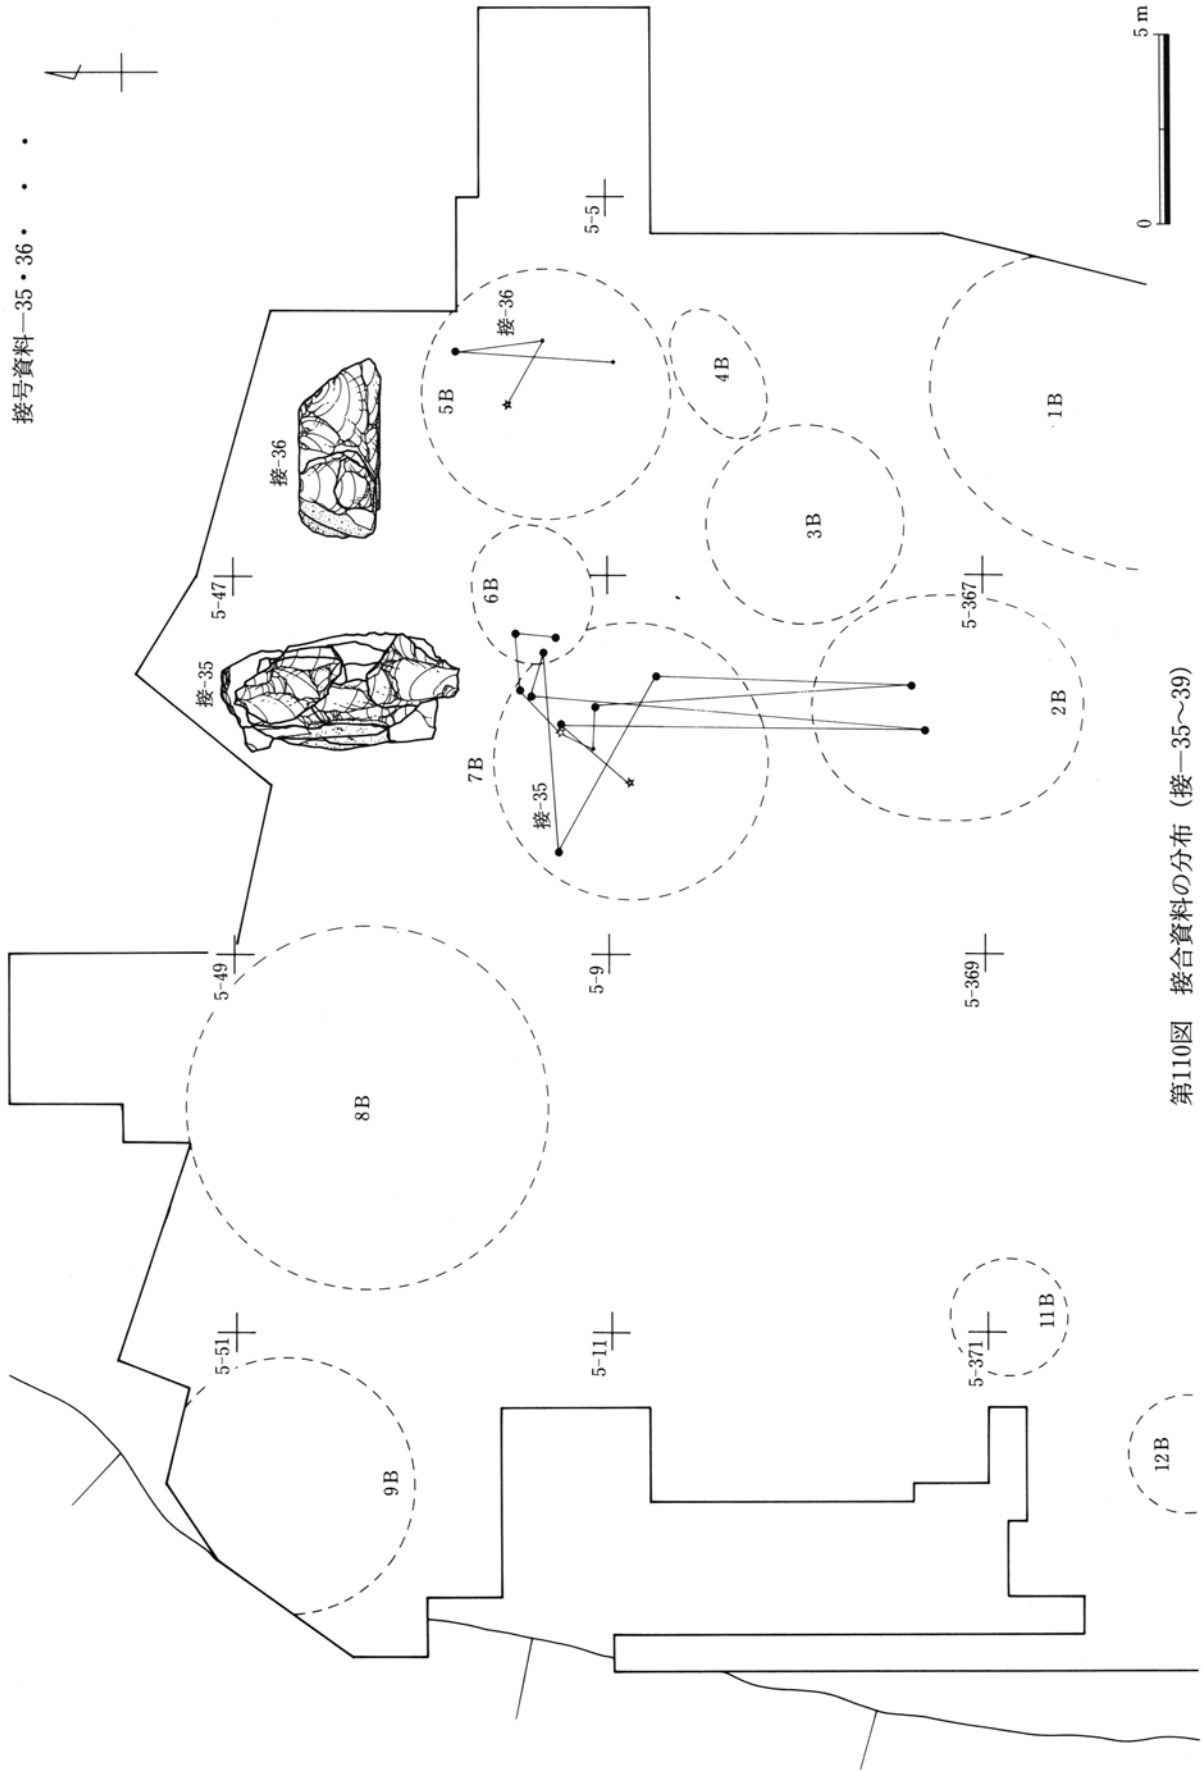 接号資料—35・36・・・・
5-47
5-49
5-51
接-35
接-36
5-5
5-9
5-11
接-36
接-35
5-367
5-369
5-371
1B
2B
3B
4B
5B
6B
7B
8B
9B
11B
12B
0 5 m
第110図 接合資料の分布 (接—35～39)